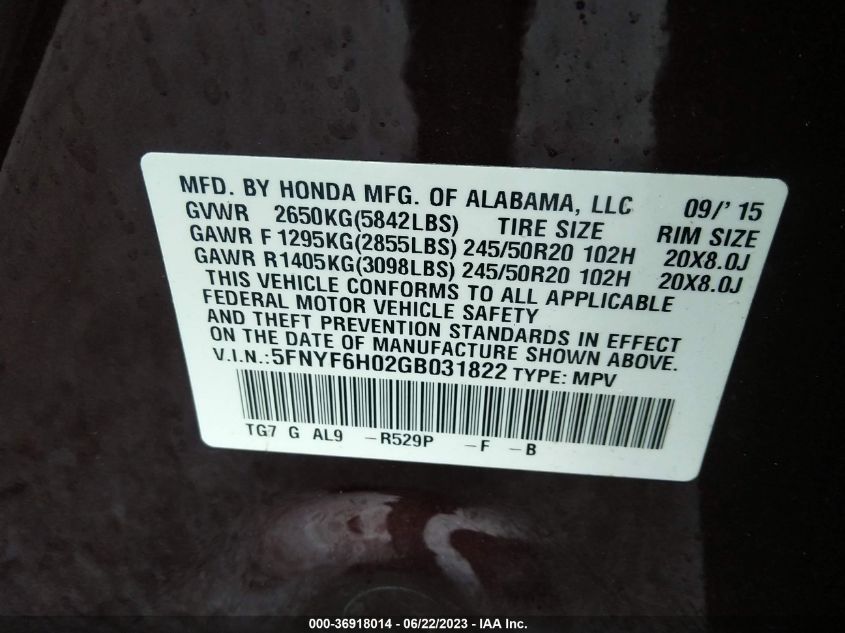 MFD. BY HONDA MFG. OF ALABAMA, LLC 09/' 15
GVWR 2650KG(5842LBS) TIRE SIZE RIM SIZE
GAWR F 1295KG(2855LBS) 245/50R20 102H 20X8.0J
GAWR R1405KG(3098LBS) 245/50R20 102H 20X8.0J
THIS VEHICLE CONFORMS TO ALL APPLICABLE
FEDERAL MOTOR VEHICLE SAFETY
AND THEFT PREVENTION STANDARDS IN EFFECT
ON THE DATE OF MANUFACTURE SHOWN ABOVE.
V.I.N.:5FNYF6H02GB031822 TYPE: MPV
TG7 G AL9 -R529P -F -B
000-36918014 - 06/22/2023 - IAA Inc.